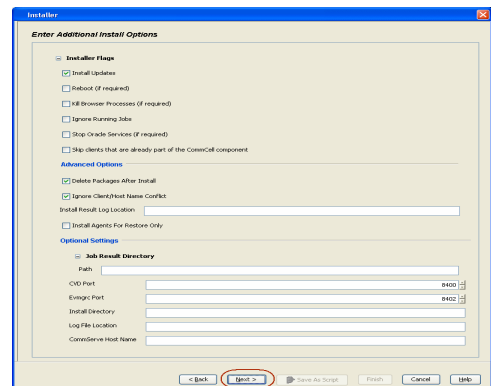 Installer
Enter Additional Install Options
Installer Flags
Install Updates
Reboot (if required)
Kill Browser Processes (if required)
Ignore Running Jobs
Stop Oracle Services (if required)
Skip clients that are already part of the CommCell component
Advanced Options
Delete Packages After Install
Ignore Client/Host Name Conflict
Install Result Log Location
Install Agents For Restore Only
Optional Settings
Job Result Directory
Path
CVD Port 8400
Evmgrc Port 8402
Install Directory
Log File Location
CommServe Host Name
< Back Next > Save As Script Finish Cancel Help